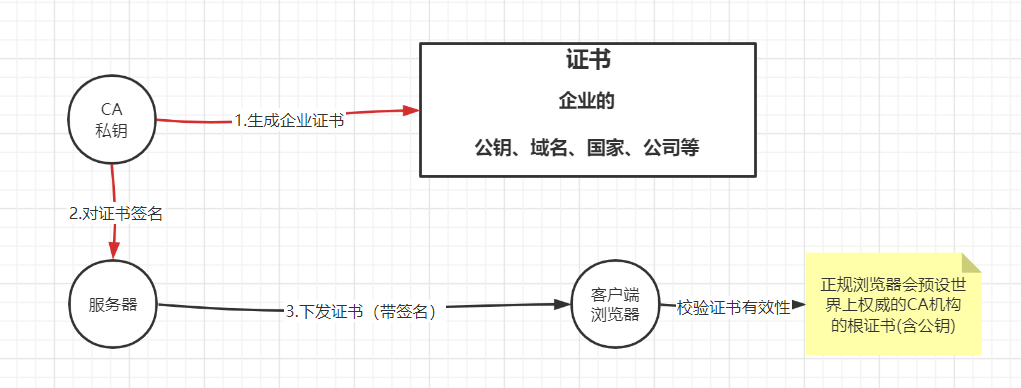 证书
企业的
公钥、域名、国家、公司等
CA
私钥
1.生成企业证书
2.对证书签名
服务器
3.下发证书（带签名）
客户端
浏览器
校验证书有效性
正规浏览器会预设世
界上权威的CA机构
的根证书(含公钥)